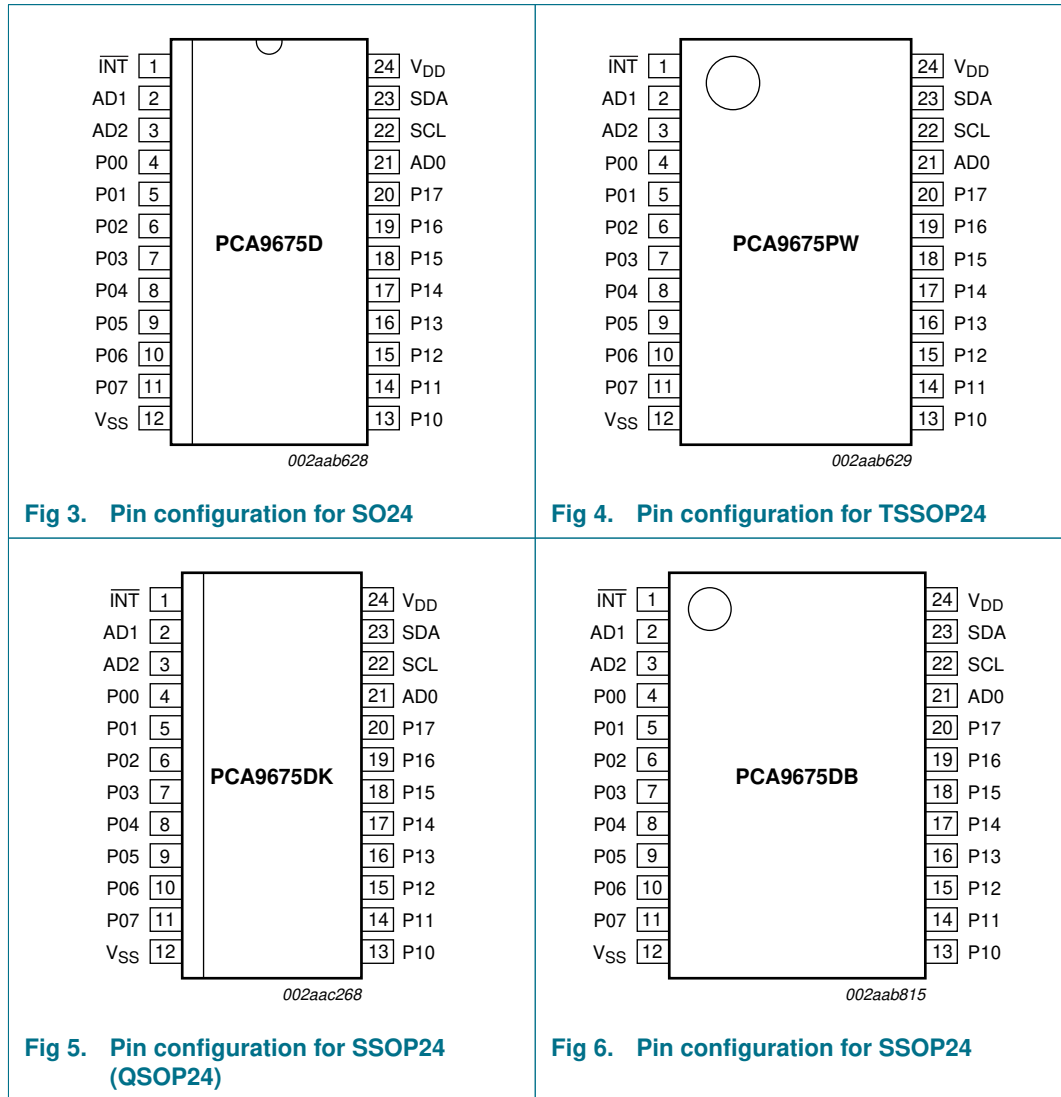 INT 1 24 VDD
AD1 2 23 SDA
AD2 3 22 SCL
P00 4 21 AD0
P01 5 20 P17
P02 6 19 P16
PCA9675D
P03 7 18 P15
P04 8 17 P14
P05 9 16 P13
P06 10 15 P12
P07 11 14 P11
VSS 12 13 P10
002aab628
Fig 3. Pin configuration for SO24
INT 1 24 VDD
AD1 2 23 SDA
AD2 3 22 SCL
P00 4 21 AD0
P01 5 20 P17
P02 6 19 P16
PCA9675PW
P03 7 18 P15
P04 8 17 P14
P05 9 16 P13
P06 10 15 P12
P07 11 14 P11
VSS 12 13 P10
002aab629
Fig 4. Pin configuration for TSSOP24
INT 1 24 VDD
AD1 2 23 SDA
AD2 3 22 SCL
P00 4 21 AD0
P01 5 20 P17
P02 6 19 P16
PCA9675DK
P03 7 18 P15
P04 8 17 P14
P05 9 16 P13
P06 10 15 P12
P07 11 14 P11
VSS 12 13 P10
002aac268
Fig 5. Pin configuration for SSOP24
(QSOP24)
INT 1 24 VDD
AD1 2 23 SDA
AD2 3 22 SCL
P00 4 21 AD0
P01 5 20 P17
P02 6 19 P16
PCA9675DB
P03 7 18 P15
P04 8 17 P14
P05 9 16 P13
P06 10 15 P12
P07 11 14 P11
VSS 12 13 P10
002aab815
Fig 6. Pin configuration for SSOP24